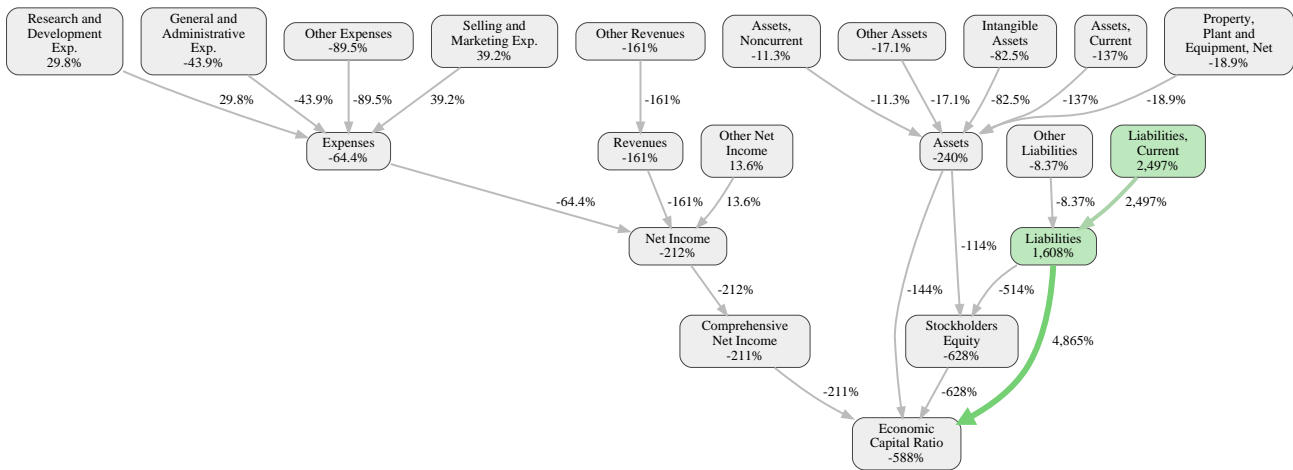 Research and
Development
Exp.
29.8%
General and
Administrative
Exp.
-43.9%
Other Expenses
-89.5%
Selling and
Marketing Exp.
39.2%
Other Revenues
-161%
Assets,
Noncurrent
-11.3%
Other Assets
-17.1%
Intangible
Assets
-82.5%
Assets,
Current
-137%
Property,
Plant and
Equipment, Net
-18.9%
29.8%
-43.9%
-89.5%
39.2%
-161%
-11.3%
-17.1%
-82.5%
-137%
-18.9%
Expenses
-64.4%
Revenues
-161%
Other Net
Income
13.6%
Assets
-240%
Other
Liabilities
-8.37%
Liabilities,
Current
2,497%
-64.4%
-161%
13.6%
-8.37%
2,497%
Net Income
-212%
-114%
Liabilities
1,608%
-212%
-144%
-514%
Comprehensive
Net Income
-211%
Stockholders
Equity
-628%
4,865%
-211%
-628%
Economic
Capital Ratio
-588%